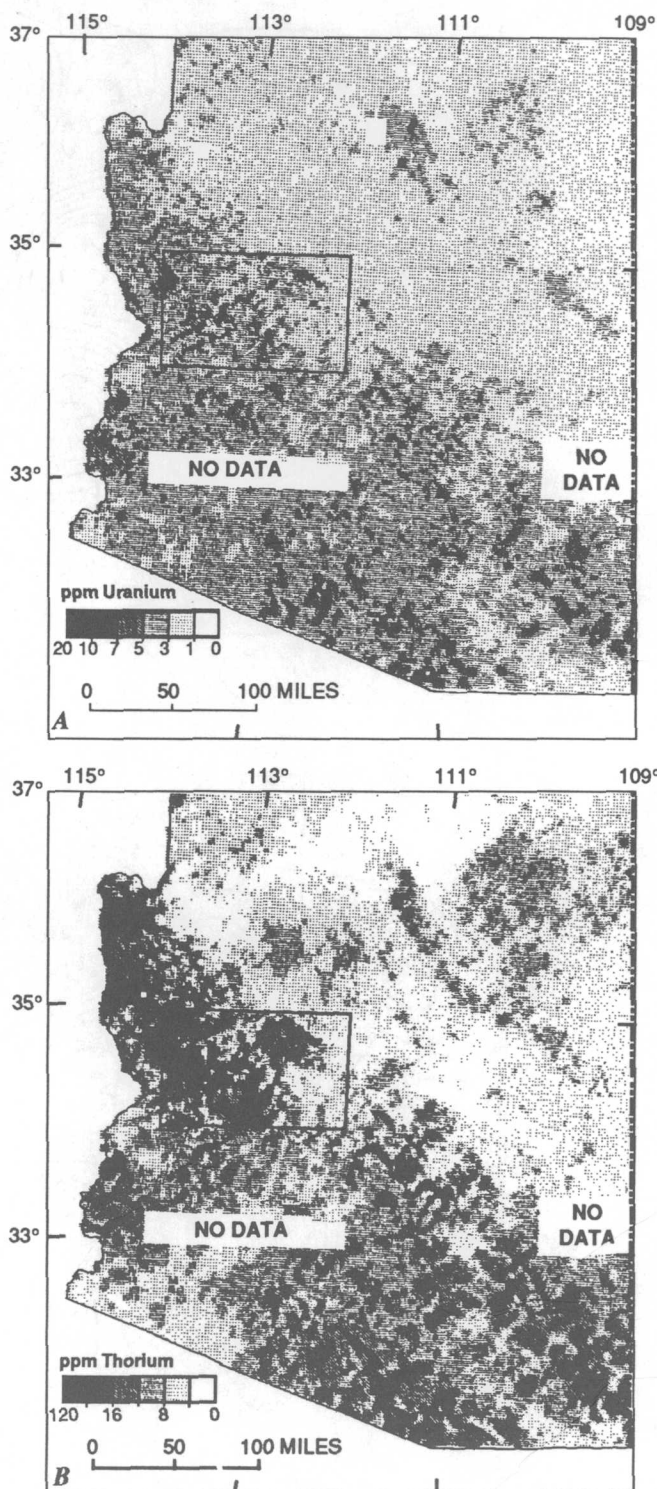 115° 113° 111° 109°
37°
35°
33°
NO DATA
NO
DATA
ppm Uranium
20 10 7 5 3 1 0
0 50 100 MILES
A
115° 113° 111° 109°
37°
35°
33°
NO DATA
NO
DATA
ppm Thorium
120 16 8 0
0 50 100 MILES
B